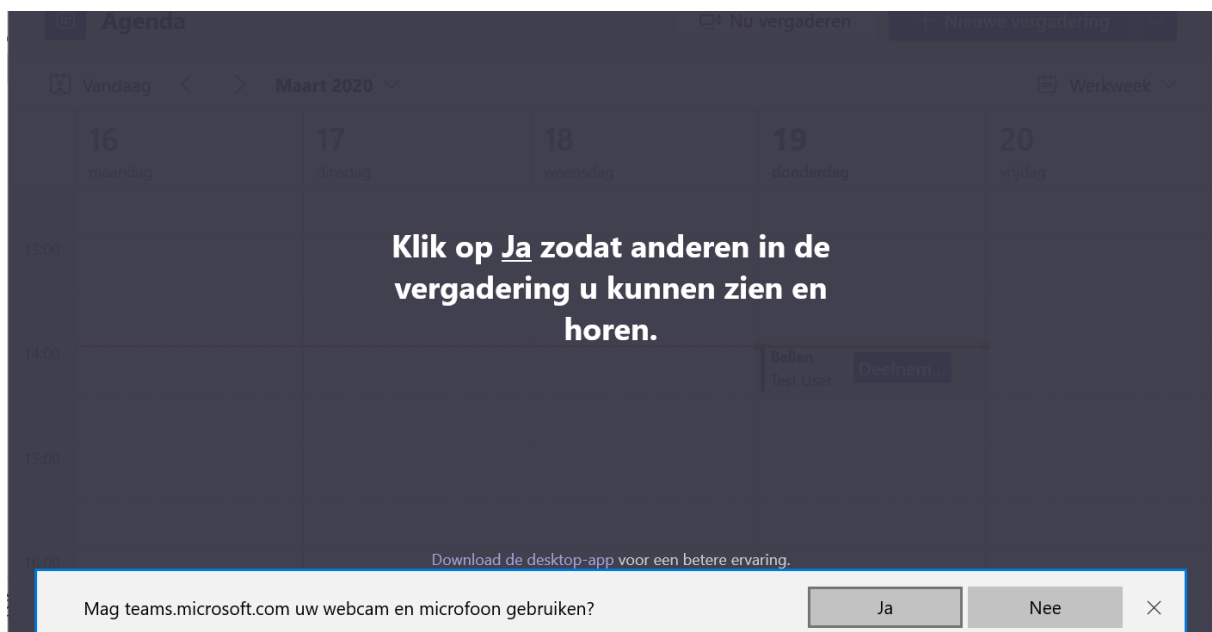 Agenda
Nu vergaderen
Nieuwe vergadering
Vandaag
Maart 2020
Werkweek
16
17
18
19
20
maandag
dinsdag
woensdag
donderdag
vrijdag
13:00
Klik op Ja zodat anderen in de
vergadering u kunnen zien en
horen.
14:00
Bellen
Test User
Deelnem...
15:00
16:00
Download de desktop-app voor een betere ervaring.
Mag teams.microsoft.com uw webcam en microfoon gebruiken?
Ja
Nee